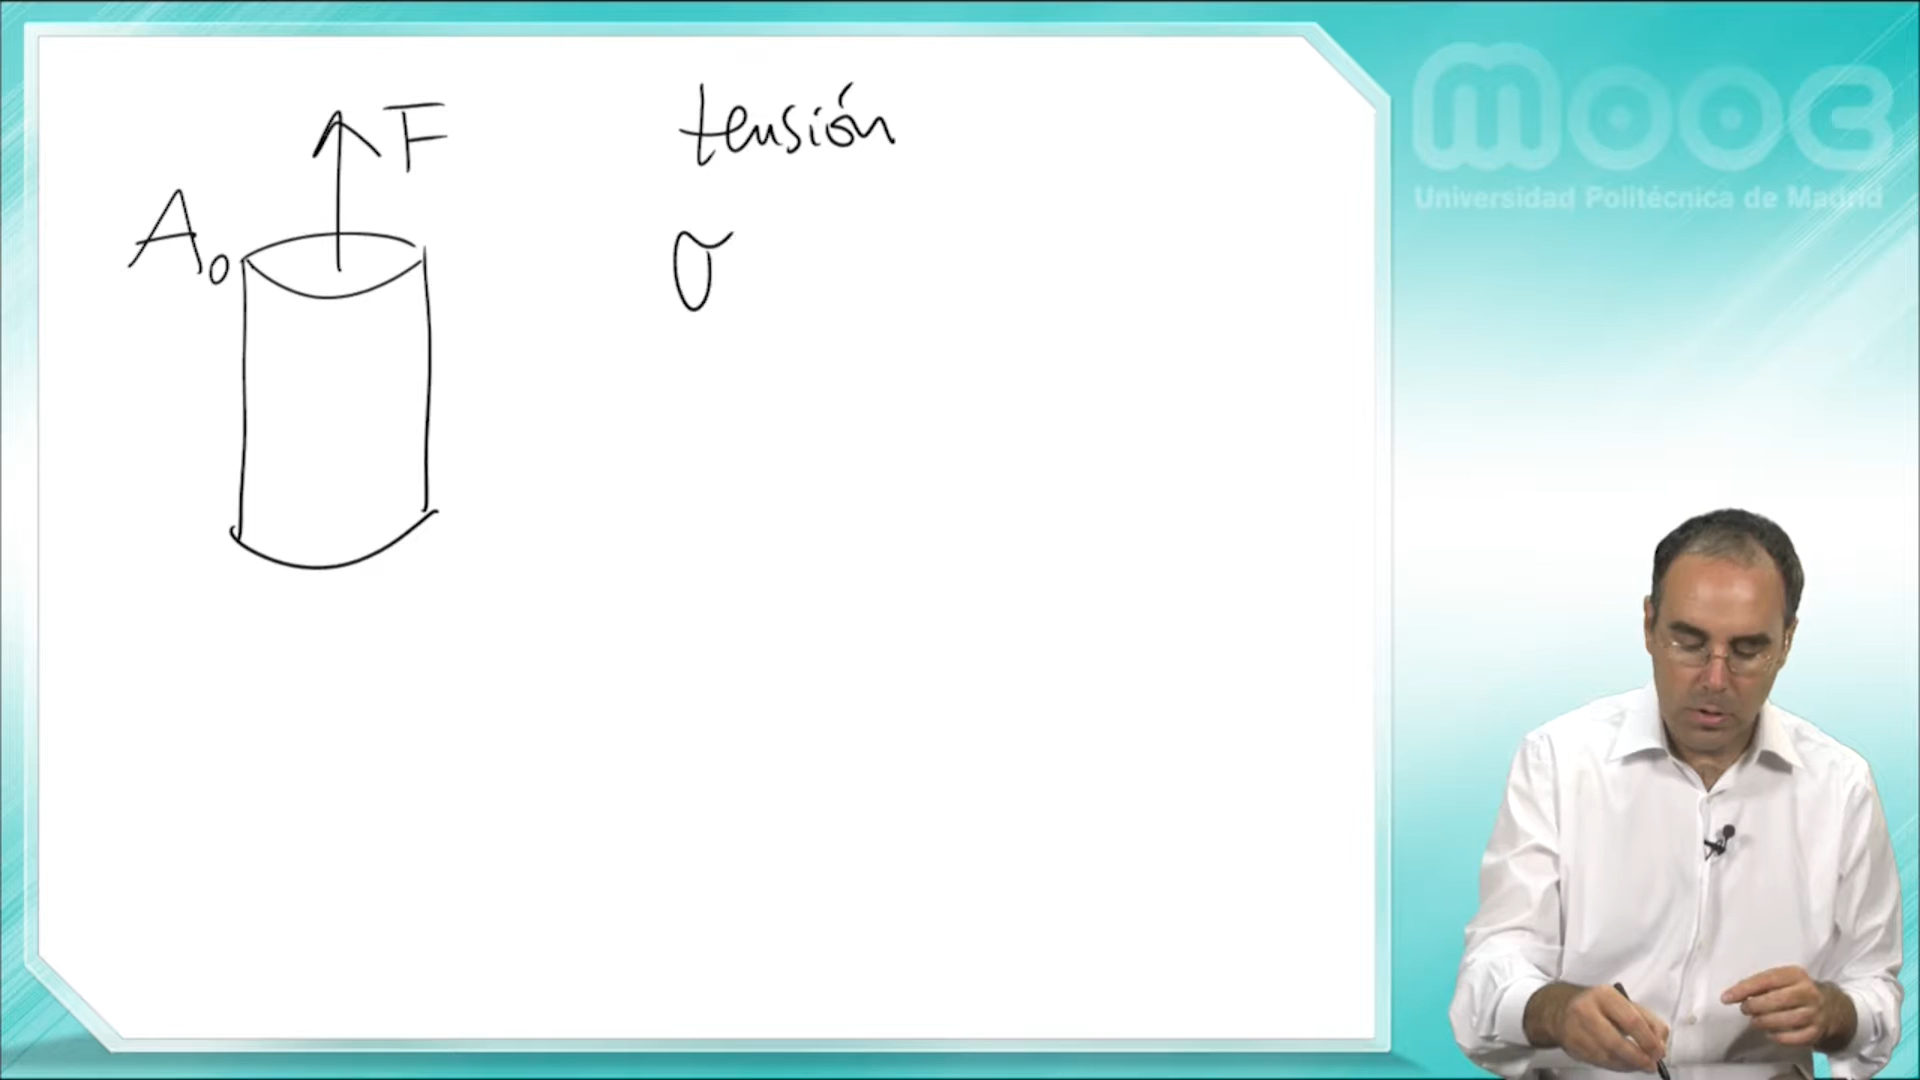 F
tensión
A₀
σ
mooc
Universidad Politécnica de Madrid